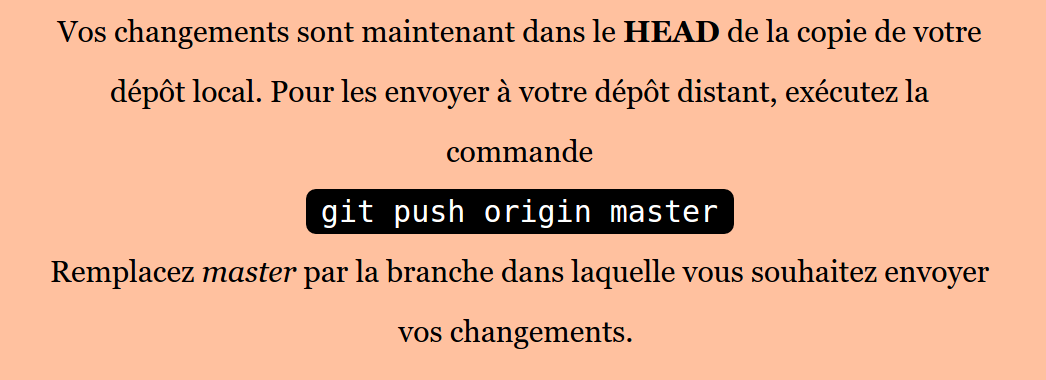 Vos changements sont maintenant dans le HEAD de la copie de votre
dépôt local. Pour les envoyer à votre dépôt distant, exécutez la
commande
git push origin master
Remplacez master par la branche dans laquelle vous souhaitez envoyer
vos changements.